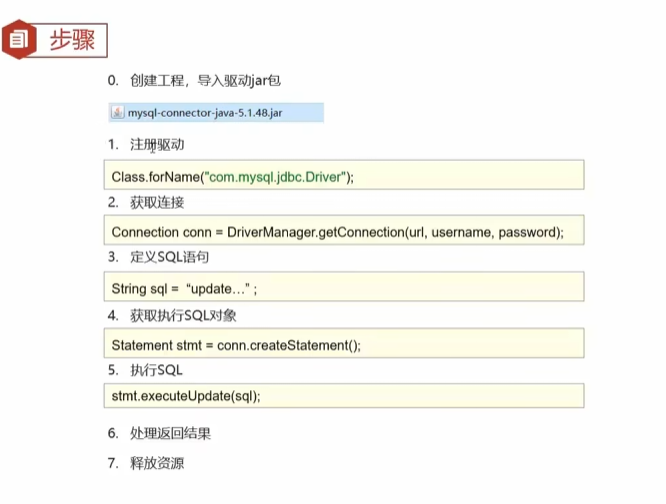 步骤
0. 创建工程，导入驱动jar包
mysql-connector-java-5.1.48.jar
1. 注册驱动
Class.forName("com.mysql.jdbc.Driver");
2. 获取连接
Connection conn = DriverManager.getConnection(url, username, password);
3. 定义SQL语句
String sql = “update…” ;
4. 获取执行SQL对象
Statement stmt = conn.createStatement();
5. 执行SQL
stmt.executeUpdate(sql);
6. 处理返回结果
7. 释放资源